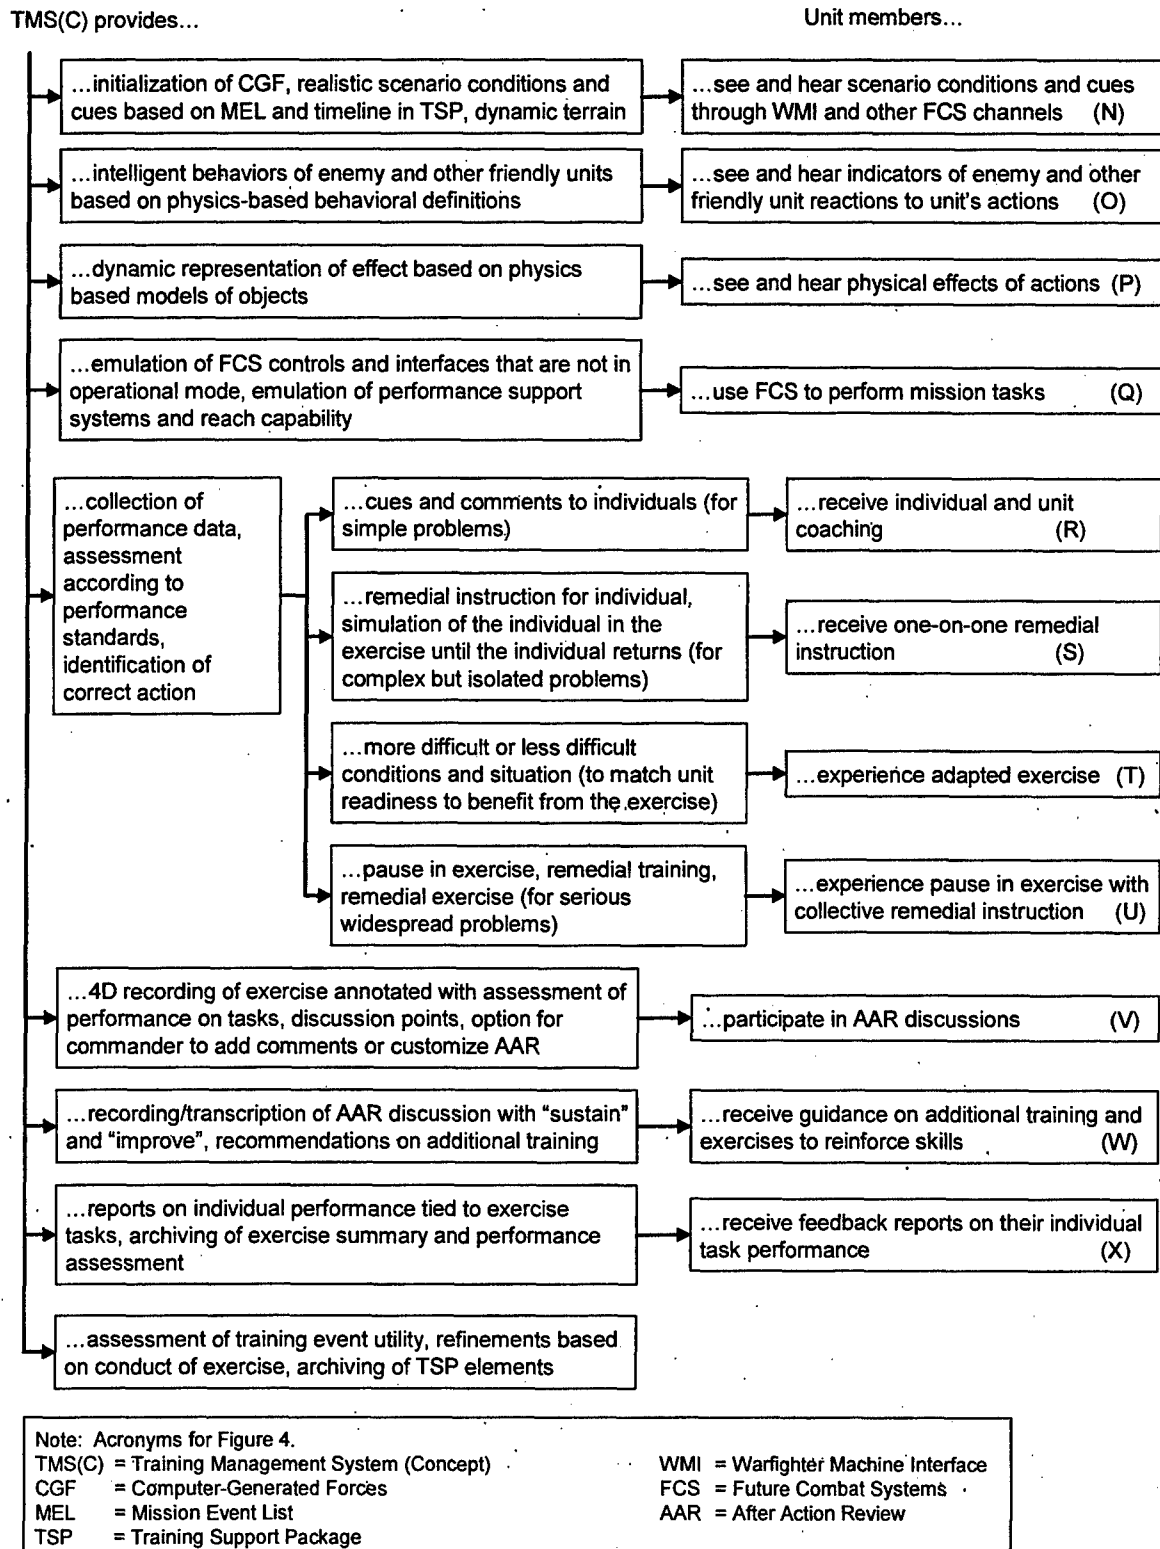 TMS(C) provides...
Unit members...
...initialization of CGF, realistic scenario conditions and
cues based on MEL and timeline in TSP, dynamic terrain
...see and hear scenario conditions and cues
through WMI and other FCS channels (N)
...intelligent behaviors of enemy and other friendly units
based on physics-based behavioral definitions
...see and hear indicators of enemy and other
friendly unit reactions to unit's actions (O)
...dynamic representation of effect based on physics
based models of objects
...see and hear physical effects of actions (P)
...emulation of FCS controls and interfaces that are not in
operational mode, emulation of performance support
systems and reach capability
...use FCS to perform mission tasks (Q)
...collection of
performance data,
assessment
according to
performance
standards,
identification of
correct action
...cues and comments to individuals (for
simple problems)
...receive individual and unit
coaching (R)
...remedial instruction for individual,
simulation of the individual in the
exercise until the individual returns (for
complex but isolated problems)
...receive one-on-one remedial
instruction (S)
...more difficult or less difficult
conditions and situation (to match unit
readiness to benefit from the exercise)
...experience adapted exercise (T)
...pause in exercise, remedial training,
remedial exercise (for serious
widespread problems)
...experience pause in exercise with
collective remedial instruction (U)
...4D recording of exercise annotated with assessment of
performance on tasks, discussion points, option for
commander to add comments or customize AAR
...participate in AAR discussions (V)
...recording/transcription of AAR discussion with "sustain"
and "improve", recommendations on additional training
...receive guidance on additional training and
exercises to reinforce skills (W)
...reports on individual performance tied to exercise
tasks, archiving of exercise summary and performance
assessment
...receive feedback reports on their individual
task performance (X)
...assessment of training event utility, refinements based
on conduct of exercise, archiving of TSP elements
Note: Acronyms for Figure 4.
TMS(C) = Training Management System (Concept)
CGF = Computer-Generated Forces
MEL = Mission Event List
TSP = Training Support Package
WMI = Warfighter Machine Interface
FCS = Future Combat Systems
AAR = After Action Review